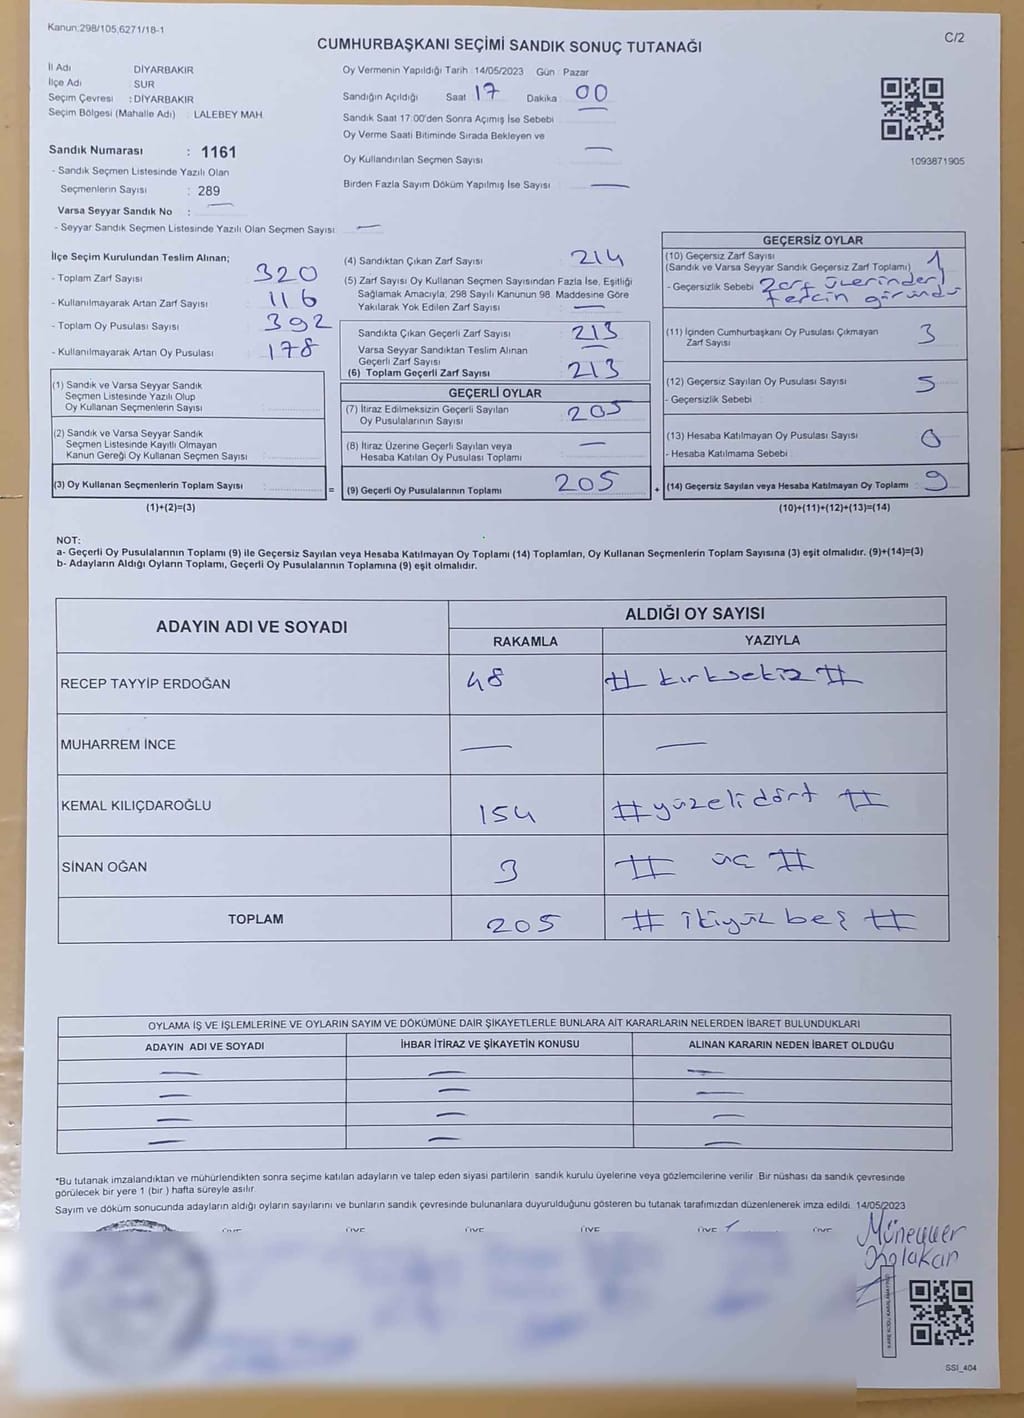 Kanun:298/105,6271/18-1
C/2
CUMHURBAŞKANI SEÇİMİ SANDIK SONUÇ TUTANAĞI
İl Adı DİYARBAKIR
İlçe Adı SUR
Seçim Çevresi : DİYARBAKIR
Seçim Bölgesi (Mahalle Adı) : LALEBEY MAH.
Sandık Numarası : 1161
- Sandık Seçmen Listesinde Yazılı Olan
Seçmenlerin Sayısı : 289
Varsa Seyyar Sandık No : —
- Seyyar Sandık Seçmen Listesinde Yazılı Olan Seçmen Sayısı —
Oy Vermenin Yapıldığı Tarih : 14/05/2023 Gün Pazar
Sandığın Açıldığı Saat 17 Dakika 00
Sandık Saat 17.00'den Sonra Açımış İse Sebebi
Oy Verme Saati Bitiminde Sırada Bekleyen ve
Oy Kullandırılan Seçmen Sayısı —
Birden Fazla Sayım Döküm Yapılmış İse Sayısı —
1093871905
İlçe Seçim Kurulundan Teslim Alınan;
- Toplam Zarf Sayısı 320
- Kullanılmayarak Artan Zarf Sayısı 116
- Toplam Oy Pusulası Sayısı 392
- Kullanılmayarak Artan Oy Pusulası 178
(1) Sandık ve Varsa Seyyar Sandık
Seçmen Listesinde Yazılı Olup
Oy Kullanan Seçmenlerin Sayısı
(2) Sandık ve Varsa Seyyar Sandık
Seçmen Listesinde Kayıtlı Olmayan
Kanun Gereği Oy Kullanan Seçmen Sayısı
(3) Oy Kullanan Seçmenlerin Toplam Sayısı : =
(1)+(2)=(3)
(4) Sandıktan Çıkan Zarf Sayısı 214
(5) Zarf Sayısı Oy Kullanan Seçmen Sayısından Fazla İse, Eşitliği
Sağlamak Amacıyla; 298 Sayılı Kanunun 98. Maddesine Göre
Yakılarak Yok Edilen Zarf Sayısı —
Sandıkta Çıkan Geçerli Zarf Sayısı 213
Varsa Seyyar Sandıktan Teslim Alınan
Geçerli Zarf Sayısı —
(6) Toplam Geçerli Zarf Sayısı 213
GEÇERLİ OYLAR
(7) İtiraz Edilmeksizin Geçerli Sayılan
Oy Pusulalarının Sayısı 205
(8) İtiraz Üzerine Geçerli Sayılan veya
Hesaba Katılan Oy Pusulası Toplamı —
(9) Geçerli Oy Pusulalarının Toplamı 205 +
GEÇERSİZ OYLAR
(10) Geçersiz Zarf Sayısı 1
(Sandık ve Varsa Seyyar Sandık Geçersiz Zarf Toplamı)
- Geçersizlik Sebebi Zarf üzerinden
tercih göründü
(11) İçinden Cumhurbaşkanı Oy Pusulası Çıkmayan
Zarf Sayısı 3
(12) Geçersiz Sayılan Oy Pusulası Sayısı 5
- Geçersizlik Sebebi
(13) Hesaba Katılmayan Oy Pusulası Sayısı 0
- Hesaba Katılmama Sebebi
(14) Geçersiz Sayılan veya Hesaba Katılmayan Oy Toplamı : 9
(10)+(11)+(12)+(13)=(14)
NOT:
a- Geçerli Oy Pusulalarının Toplamı (9) ile Geçersiz Sayılan veya Hesaba Katılmayan Oy Toplamı (14) Toplamları, Oy Kullanan Seçmenlerin Toplam Sayısına (3) eşit olmalıdır. (9)+(14)=(3)
b- Adayların Aldığı Oyların Toplamı, Geçerli Oy Pusulalarının Toplamına (9) eşit olmalıdır.
ADAYIN ADI VE SOYADI ALDIĞI OY SAYISI
RAKAMLA YAZIYLA
RECEP TAYYİP ERDOĞAN 48 # kırksekiz #
MUHARREM İNCE — —
KEMAL KILIÇDAROĞLU 154 # yüzelidört #
SİNAN OĞAN 3 # üç #
TOPLAM 205 # ikiyüz beş #
OYLAMA İŞ VE İŞLEMLERİNE VE OYLARIN SAYIM VE DÖKÜMÜNE DAİR ŞİKAYETLERLE BUNLARA AİT KARARLARIN NELERDEN İBARET BULUNDUKLARI
ADAYIN ADI VE SOYADI İHBAR İTİRAZ VE ŞİKAYETİN KONUSU ALINAN KARARIN NEDEN İBARET OLDUĞU
— — —
— — —
— — —
— — —
*Bu tutanak imzalandıktan ve mühürlendikten sonra seçime katılan adayların ve talep eden siyasi partilerin sandık kurulu üyelerine veya gözlemcilerine verilir. Bir nüshası da sandık çevresinde
görülecek bir yere 1 (bir) hafta süreyle asılır.
Sayım ve döküm sonucunda adayların aldığı oyların sayılarını ve bunların sandık çevresinde bulunanlara duyurulduğunu gösteren bu tutanak tarafımızdan düzenlenerek imza edildi. 14/05/2023
ÜYE ÜYE ÜYE ÜYE ÜYE ÜYE
SSI_404